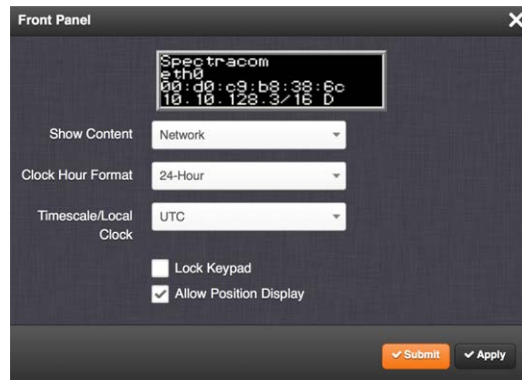 Front Panel
Spectracom
eth0
00:d0:c9:b8:38:6c
10.10.128.3/16 D
Show Content
Network
Clock Hour Format
24-Hour
Timescale/Local
Clock
UTC
Lock Keypad
Allow Position Display
Submit
Apply